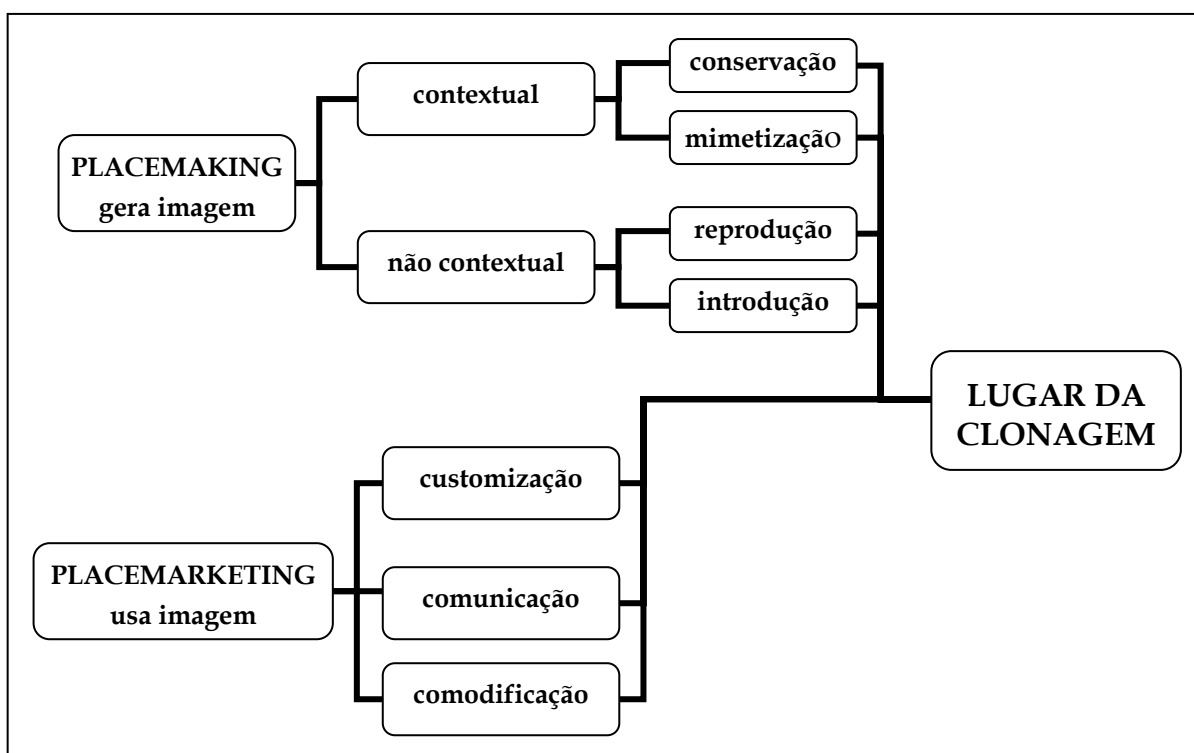 PLACEMAKING
gera imagem
contextual
não contextual
conservação
mimetização
reprodução
introdução
PLACEMARKETING
usa imagem
customização
comunicação
comodificação
LUGAR DA
CLONAGEM